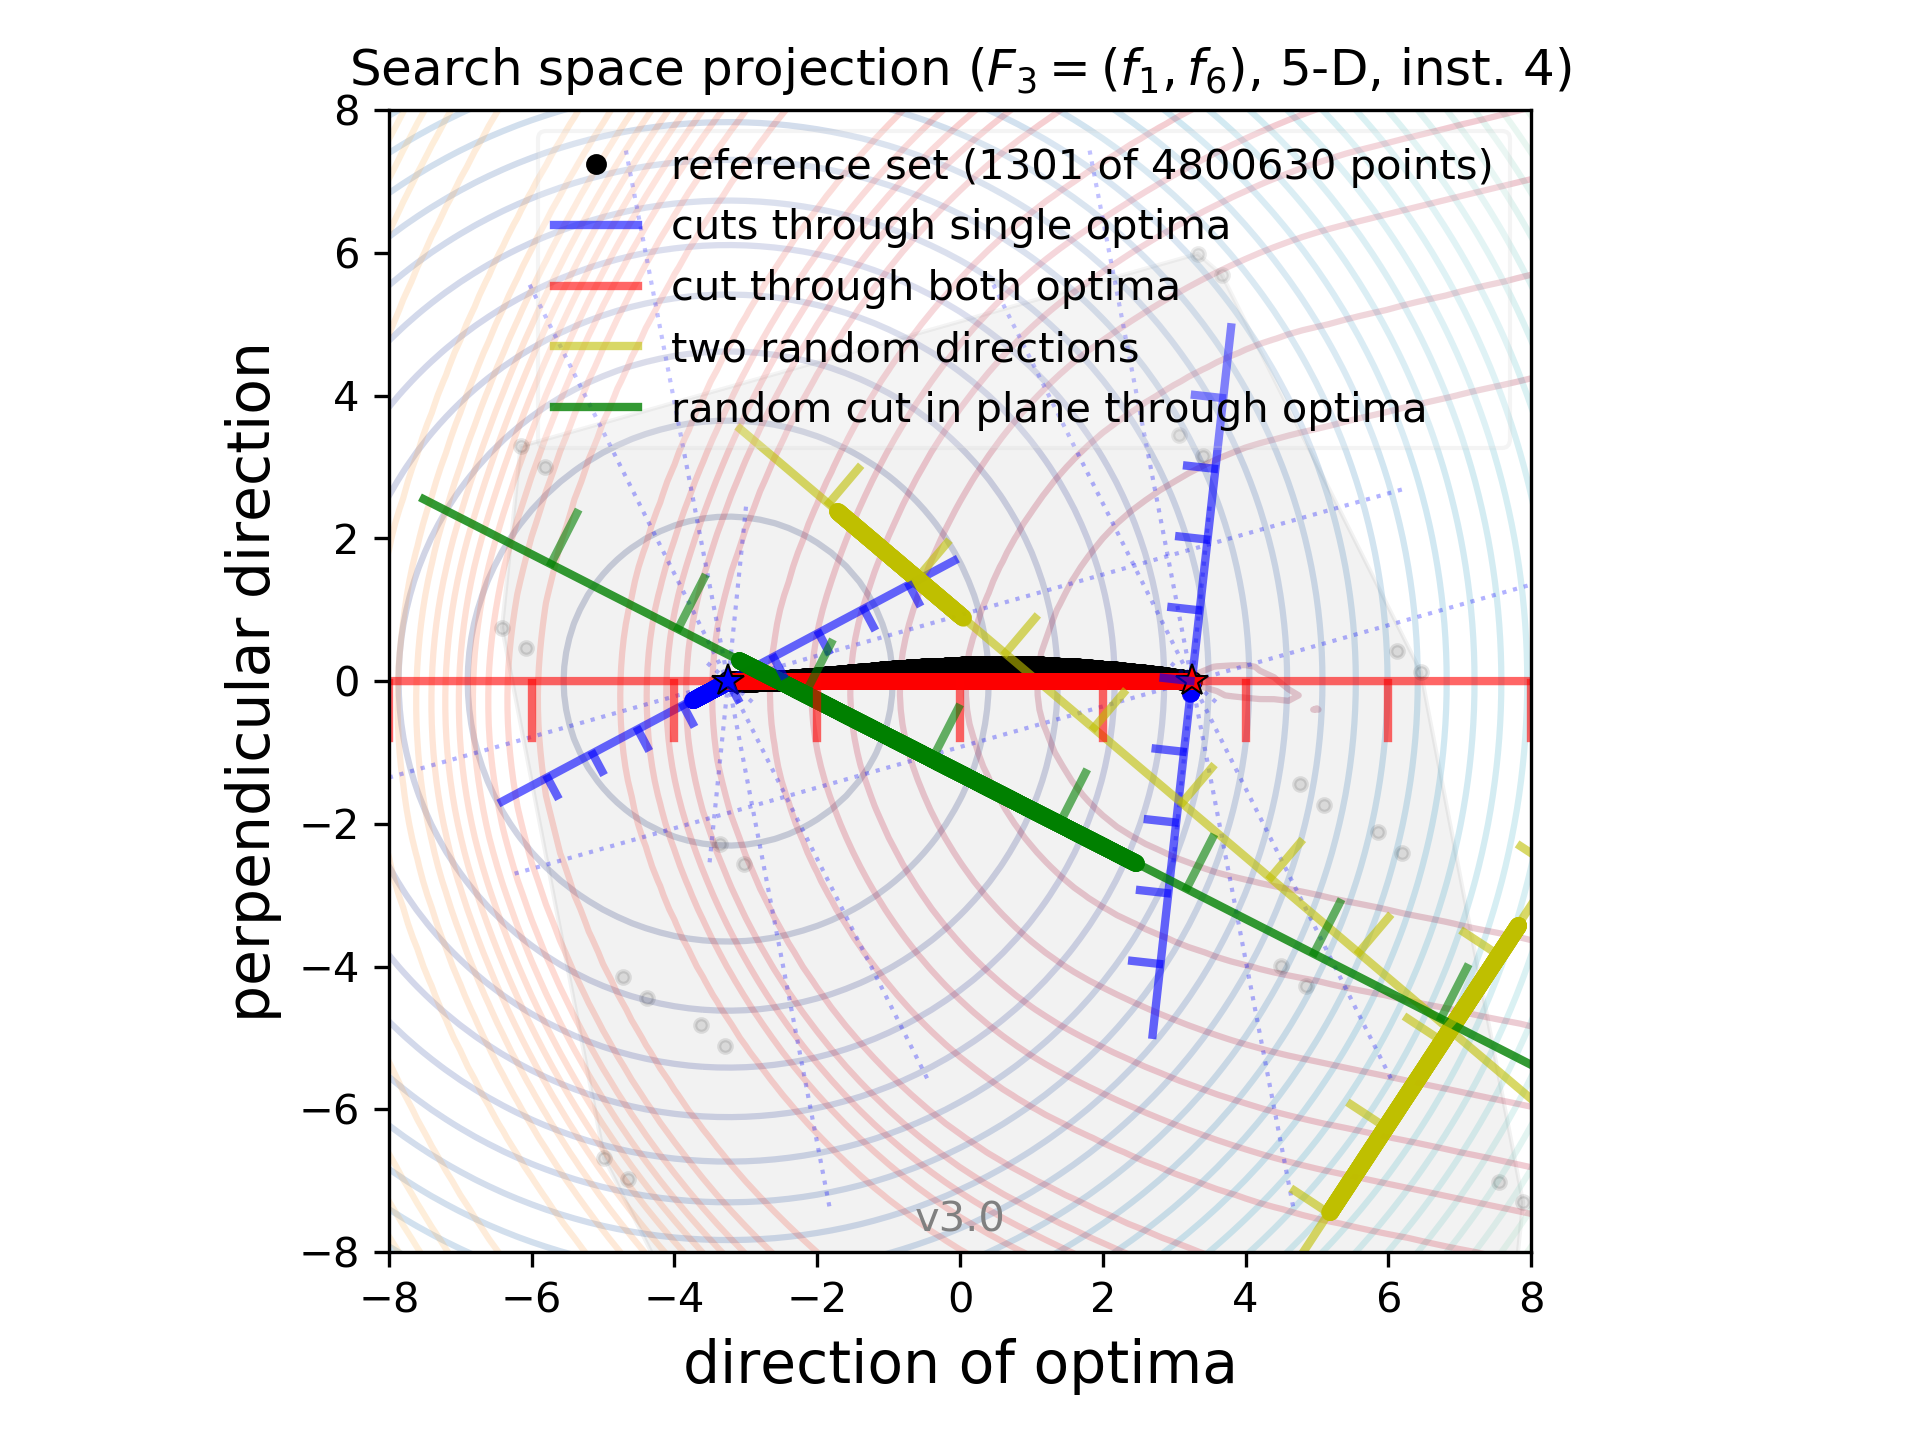 Search space projection (F₃ = (f₁, f₆), 5-D, inst. 4)
reference set (1301 of 4800630 points)
cuts through single optima
cut through both optima
two random directions
random cut in plane through optima
perpendicular direction
8
6
4
2
0
−2
−4
−6
−8
v3.0
−8 −6 −4 −2 0 2 4 6 8
direction of optima